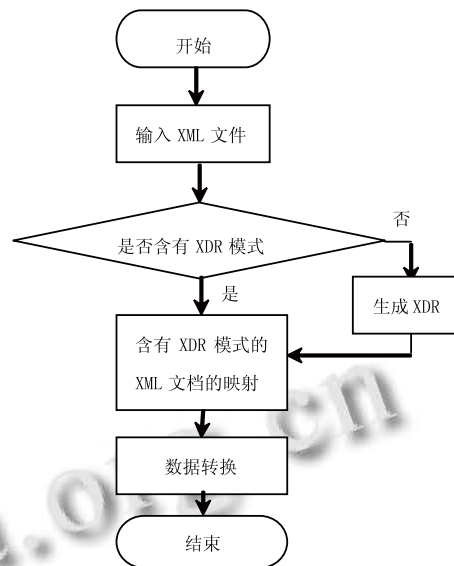 开始
输入 XML 文件
是否含有 XDR 模式
否
是
生成 XDR
含有 XDR 模式的
XML 文档的映射
数据转换
结束